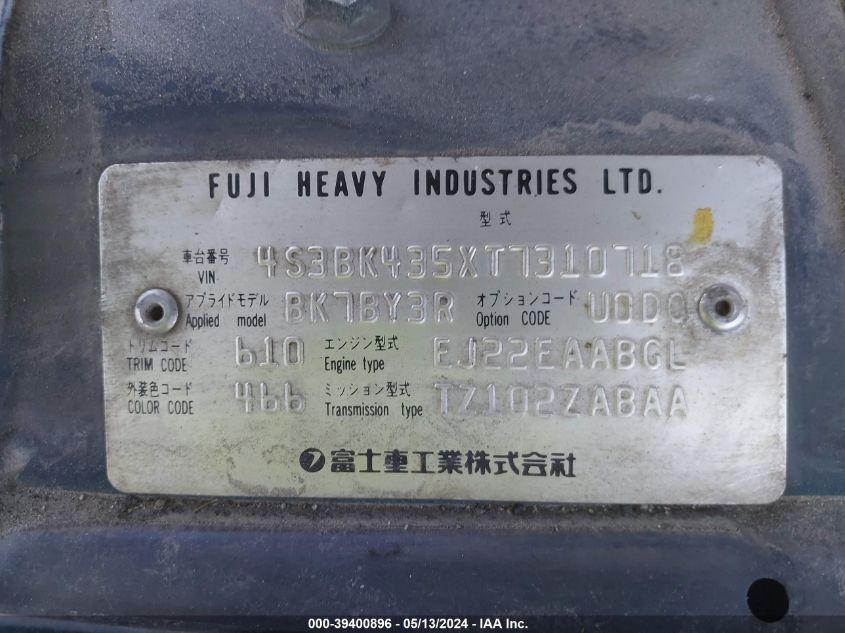 FUJI HEAVY INDUSTRIES LTD.
型式
車台番号 VIN 4S3BK435XT7310718
アプライドモデル Applied model BK7BY3R オプションコード Option CODE U0DQ
トリムコード TRIM CODE 610 エンジン型式 Engine type EJ22EAABGL
外装色コード COLOR CODE 466 ミッション型式 Transmission type TZ102ZABAA
富士重工業株式会社
000-39400896 - 05/13/2024 - IAA Inc.